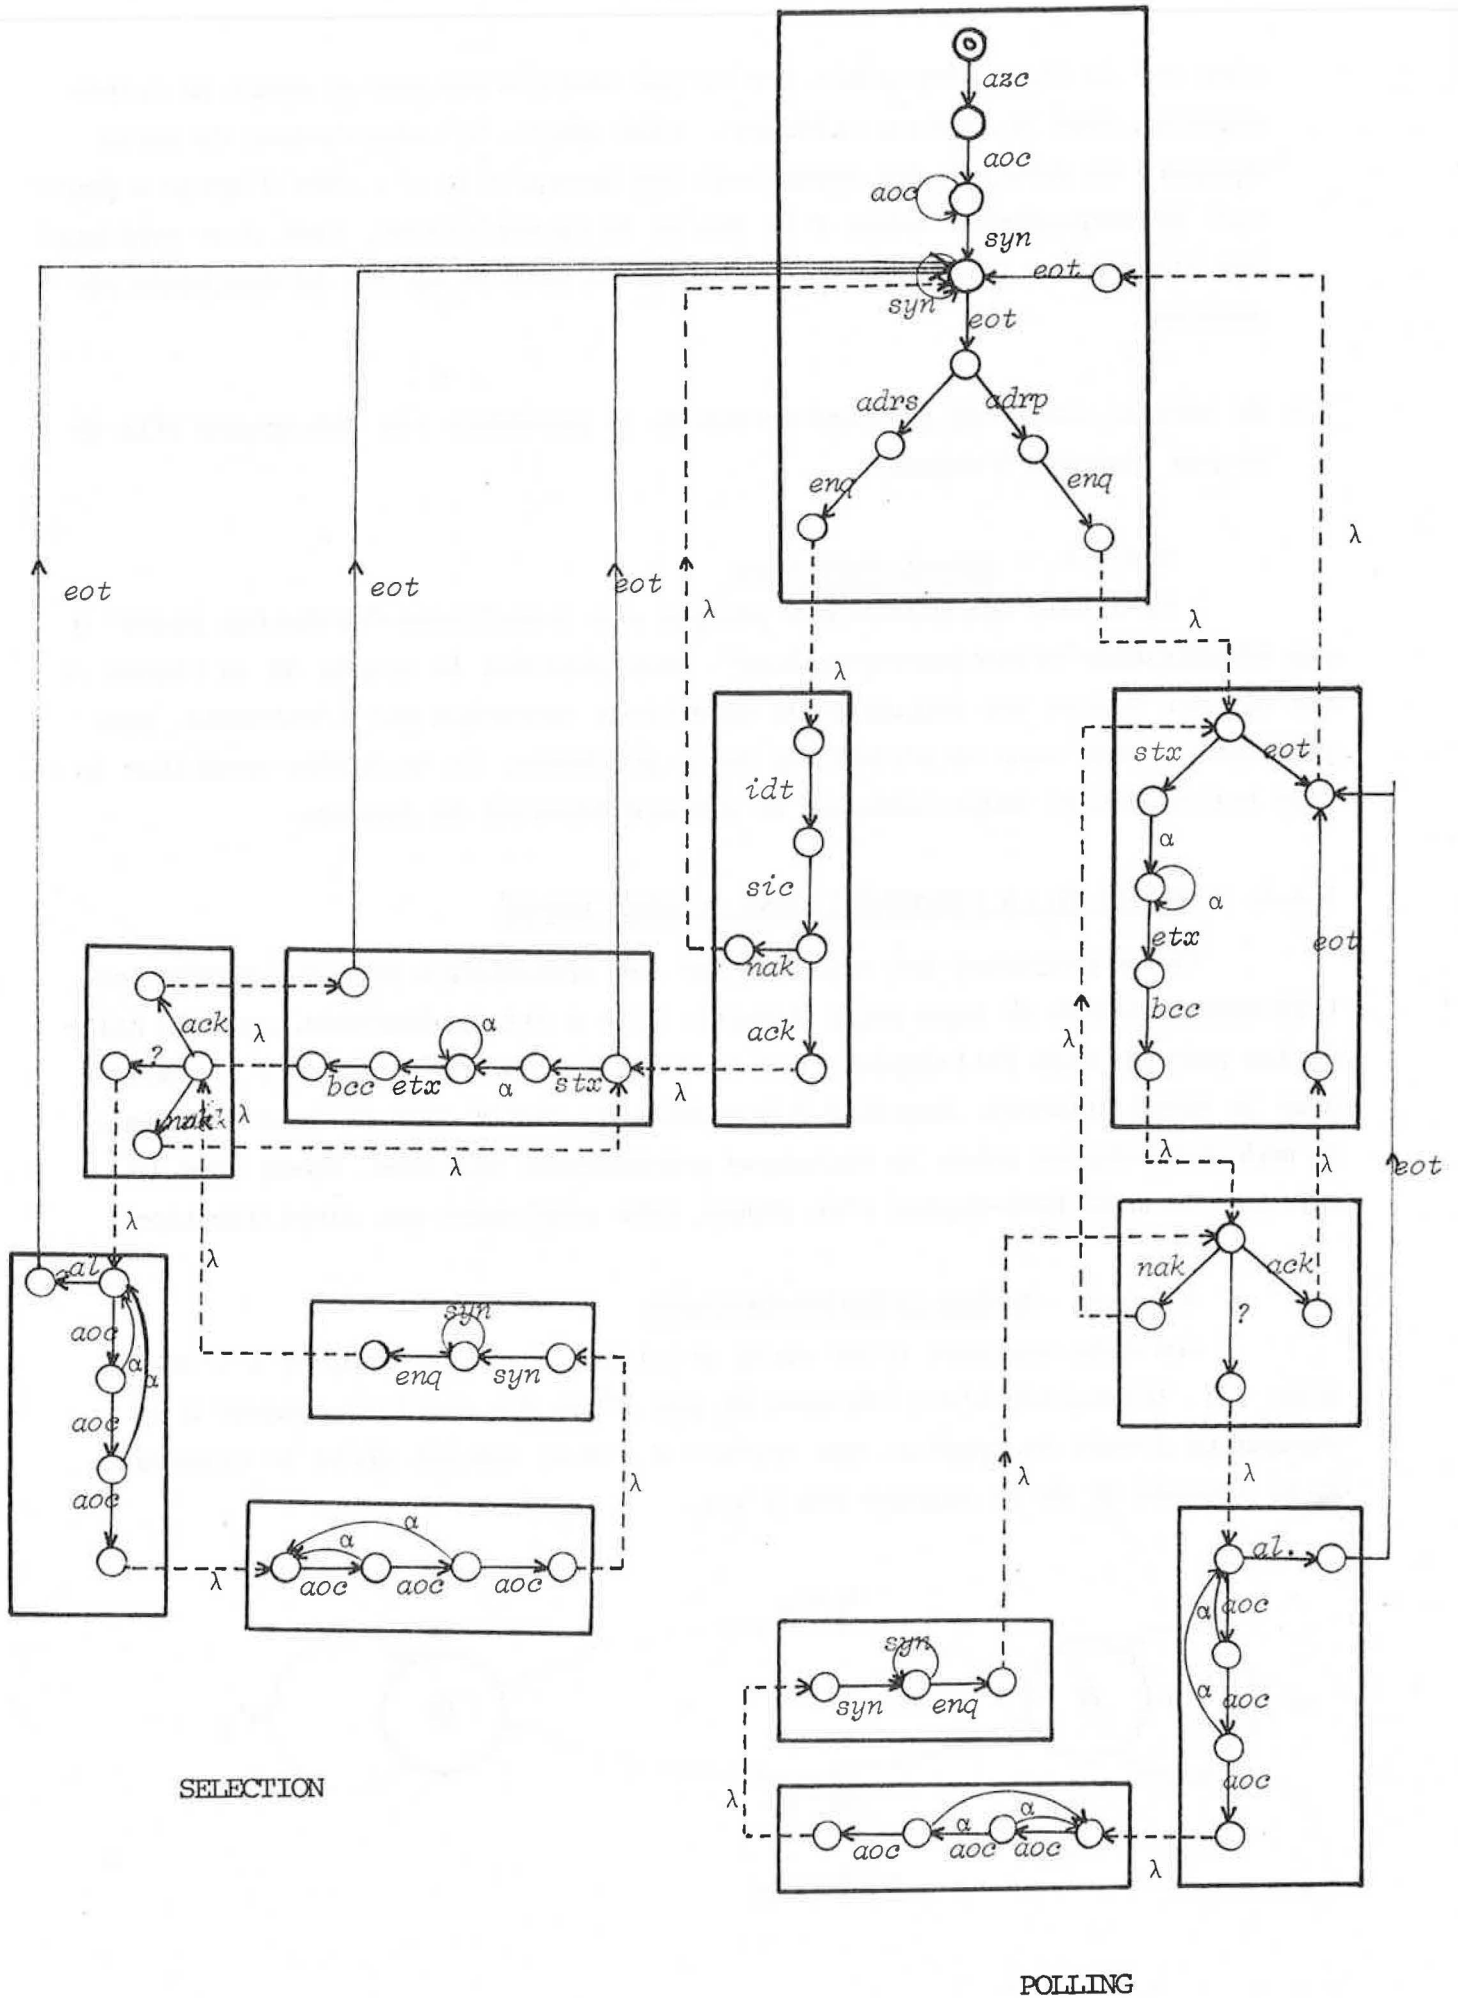 azc
aoc
aoc
syn
eot
syn
eot
adrs
adrp
enq
enq
λ
eot
eot
eot
λ
λ
λ
idt
stx
eot
α
sic
α
etx
eot
nak
bcc
ack
λ
ack
λ
α
?
bcc
etx
α
stx
λ
nak
λ
λ
λ
λ
eot
λ
λ
al
nak
ack
syn
?
aoc
α
α
enq
syn
aoc
λ
λ
λ
aoc
α
α
al.
λ
aoc
aoc
aoc
α
aoc
syn
α
aoc
syn
enq
aoc
SELECTION
λ
α
α
aoc
aoc
aoc
λ
POLLING